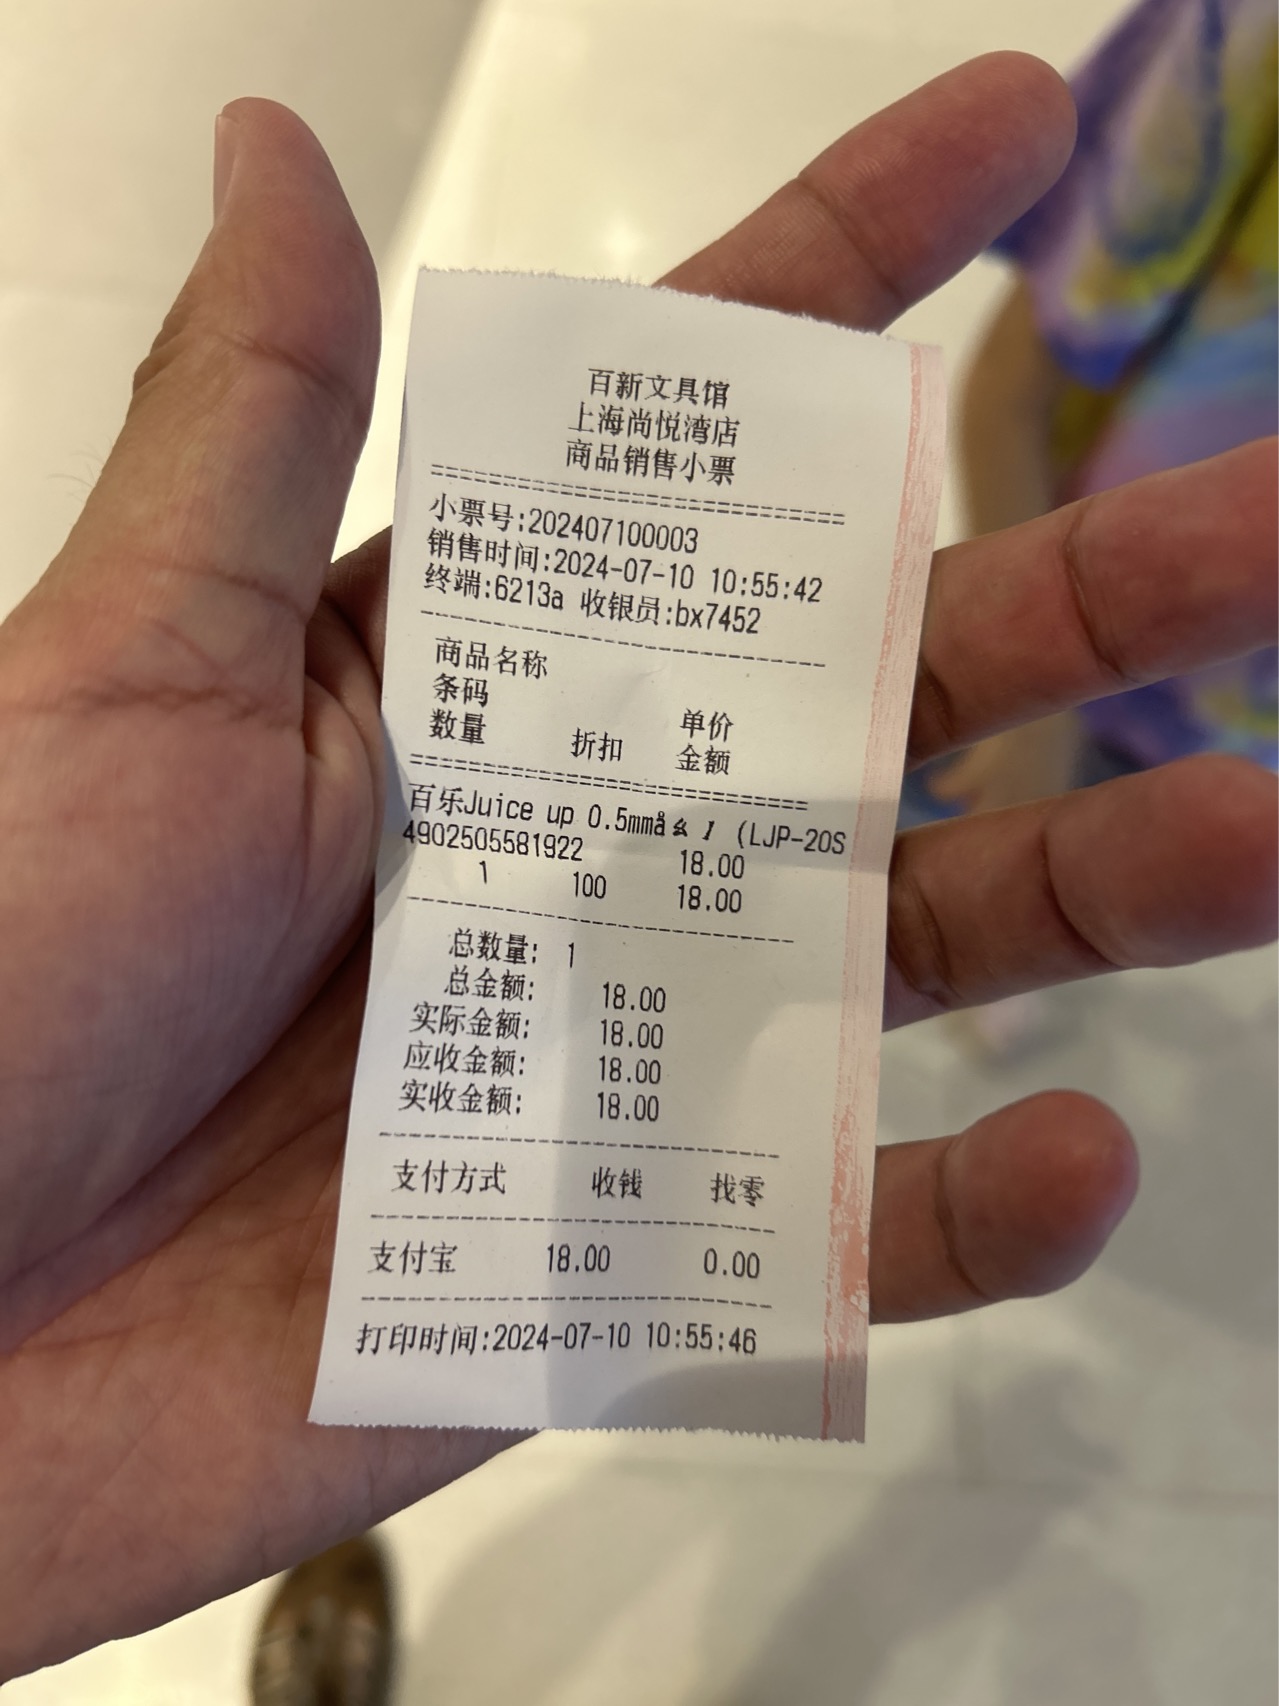 百新文具馆
上海尚悦湾店
商品销售小票
小票号:202407100003
销售时间:2024-07-10 10:55:42
终端:6213a 收银员:bx7452
商品名称
条码 单价
数量 折扣 金额
百乐Juice up 0.5mmå (LJP-20S
4902505581922 18.00
1 100 18.00
总数量: 1
总金额: 18.00
实际金额: 18.00
应收金额: 18.00
实收金额: 18.00
支付方式 收钱 找零
支付宝 18.00 0.00
打印时间:2024-07-10 10:55:46